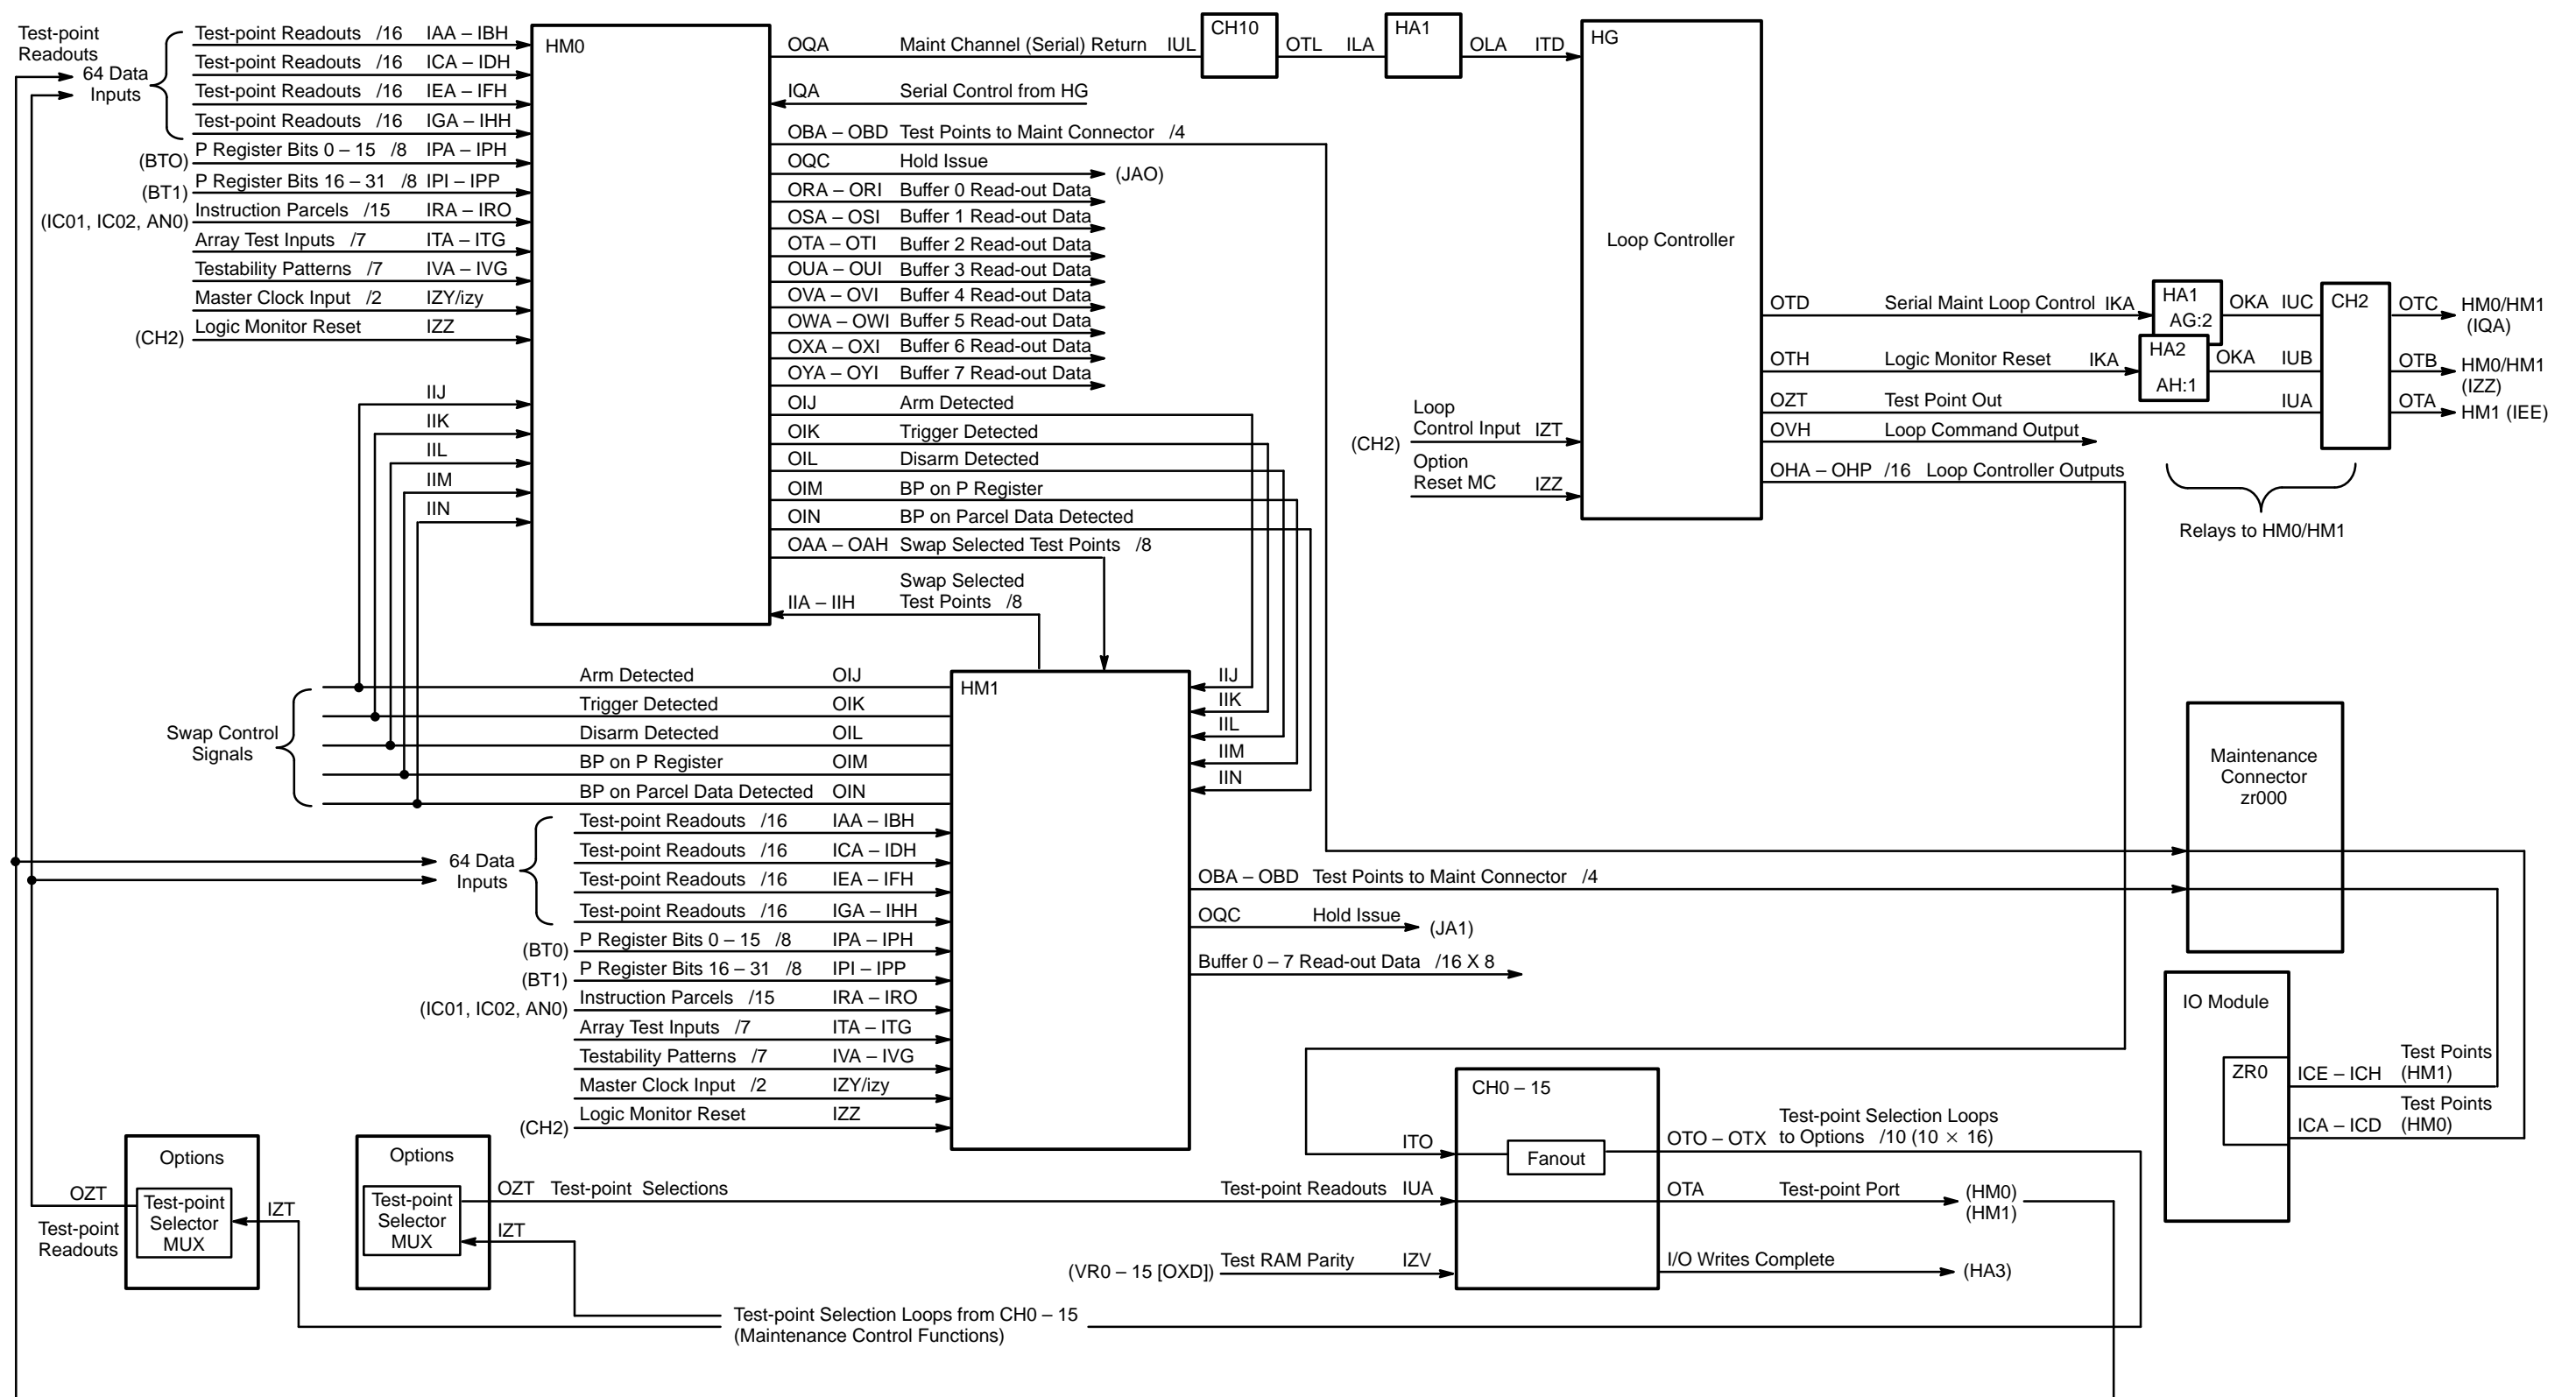 Test-point
Readouts
64 Data
Inputs
Test-point Readouts /16 IAA – IBH
Test-point Readouts /16 ICA – IDH
Test-point Readouts /16 IEA – IFH
Test-point Readouts /16 IGA – IHH
(BTO) P Register Bits 0 – 15 /8 IPA – IPH
(BT1) P Register Bits 16 – 31 /8 IPI – IPP
(IC01, IC02, AN0) Instruction Parcels /15 IRA – IRO
Array Test Inputs /7 ITA – ITG
Testability Patterns /7 IVA – IVG
Master Clock Input /2 IZY/izy
(CH2) Logic Monitor Reset IZZ
IIJ
IIK
IIL
IIM
IIN
HM0
OQA Maint Channel (Serial) Return IUL
CH10
OTL ILA
HA1
OLA ITD
IQA Serial Control from HG
OBA – OBD Test Points to Maint Connector /4
OQC Hold Issue (JAO)
ORA – ORI Buffer 0 Read-out Data
OSA – OSI Buffer 1 Read-out Data
OTA – OTI Buffer 2 Read-out Data
OUA – OUI Buffer 3 Read-out Data
OVA – OVI Buffer 4 Read-out Data
OWA – OWI Buffer 5 Read-out Data
OXA – OXI Buffer 6 Read-out Data
OYA – OYI Buffer 7 Read-out Data
OIJ Arm Detected
OIK Trigger Detected
OIL Disarm Detected
OIM BP on P Register
OIN BP on Parcel Data Detected
OAA – OAH Swap Selected Test Points /8
Swap Selected
IIA – IIH Test Points /8
HG
Loop Controller
Loop
Control Input IZT
(CH2)
Option
Reset MC IZZ
OTD Serial Maint Loop Control IKA
HA1
AG:2
OKA IUC
CH2
OTC HM0/HM1
(IQA)
OTH Logic Monitor Reset IKA
HA2
AH:1
OKA IUB
OTB HM0/HM1
(IZZ)
OZT Test Point Out IUA
OTA HM1 (IEE)
OVH Loop Command Output
OHA – OHP /16 Loop Controller Outputs
Relays to HM0/HM1
Swap Control
Signals
Arm Detected OIJ
Trigger Detected OIK
Disarm Detected OIL
BP on P Register OIM
BP on Parcel Data Detected OIN
HM1
IIJ
IIK
IIL
IIM
IIN
64 Data
Inputs
Test-point Readouts /16 IAA – IBH
Test-point Readouts /16 ICA – IDH
Test-point Readouts /16 IEA – IFH
Test-point Readouts /16 IGA – IHH
(BT0) P Register Bits 0 – 15 /8 IPA – IPH
(BT1) P Register Bits 16 – 31 /8 IPI – IPP
(IC01, IC02, AN0) Instruction Parcels /15 IRA – IRO
Array Test Inputs /7 ITA – ITG
Testability Patterns /7 IVA – IVG
Master Clock Input /2 IZY/izy
(CH2) Logic Monitor Reset IZZ
OBA – OBD Test Points to Maint Connector /4
OQC Hold Issue (JA1)
Buffer 0 – 7 Read-out Data /16 X 8
Maintenance
Connector
zr000
IO Module
ZR0
Test Points
ICE – ICH (HM1)
Test Points
ICA – ICD (HM0)
CH0 – 15
ITO
Fanout
Test-point Selection Loops
OTO – OTX to Options /10 (10 × 16)
Test-point Readouts IUA
OTA Test-point Port (HM0)
(HM1)
(VR0 – 15 [OXD]) Test RAM Parity IZV
I/O Writes Complete (HA3)
Options
Test-point
Selector
MUX
OZT
Test-point
Readouts
IZT
Options
Test-point
Selector
MUX
OZT Test-point Selections
IZT
Test-point Selection Loops from CH0 – 15
(Maintenance Control Functions)